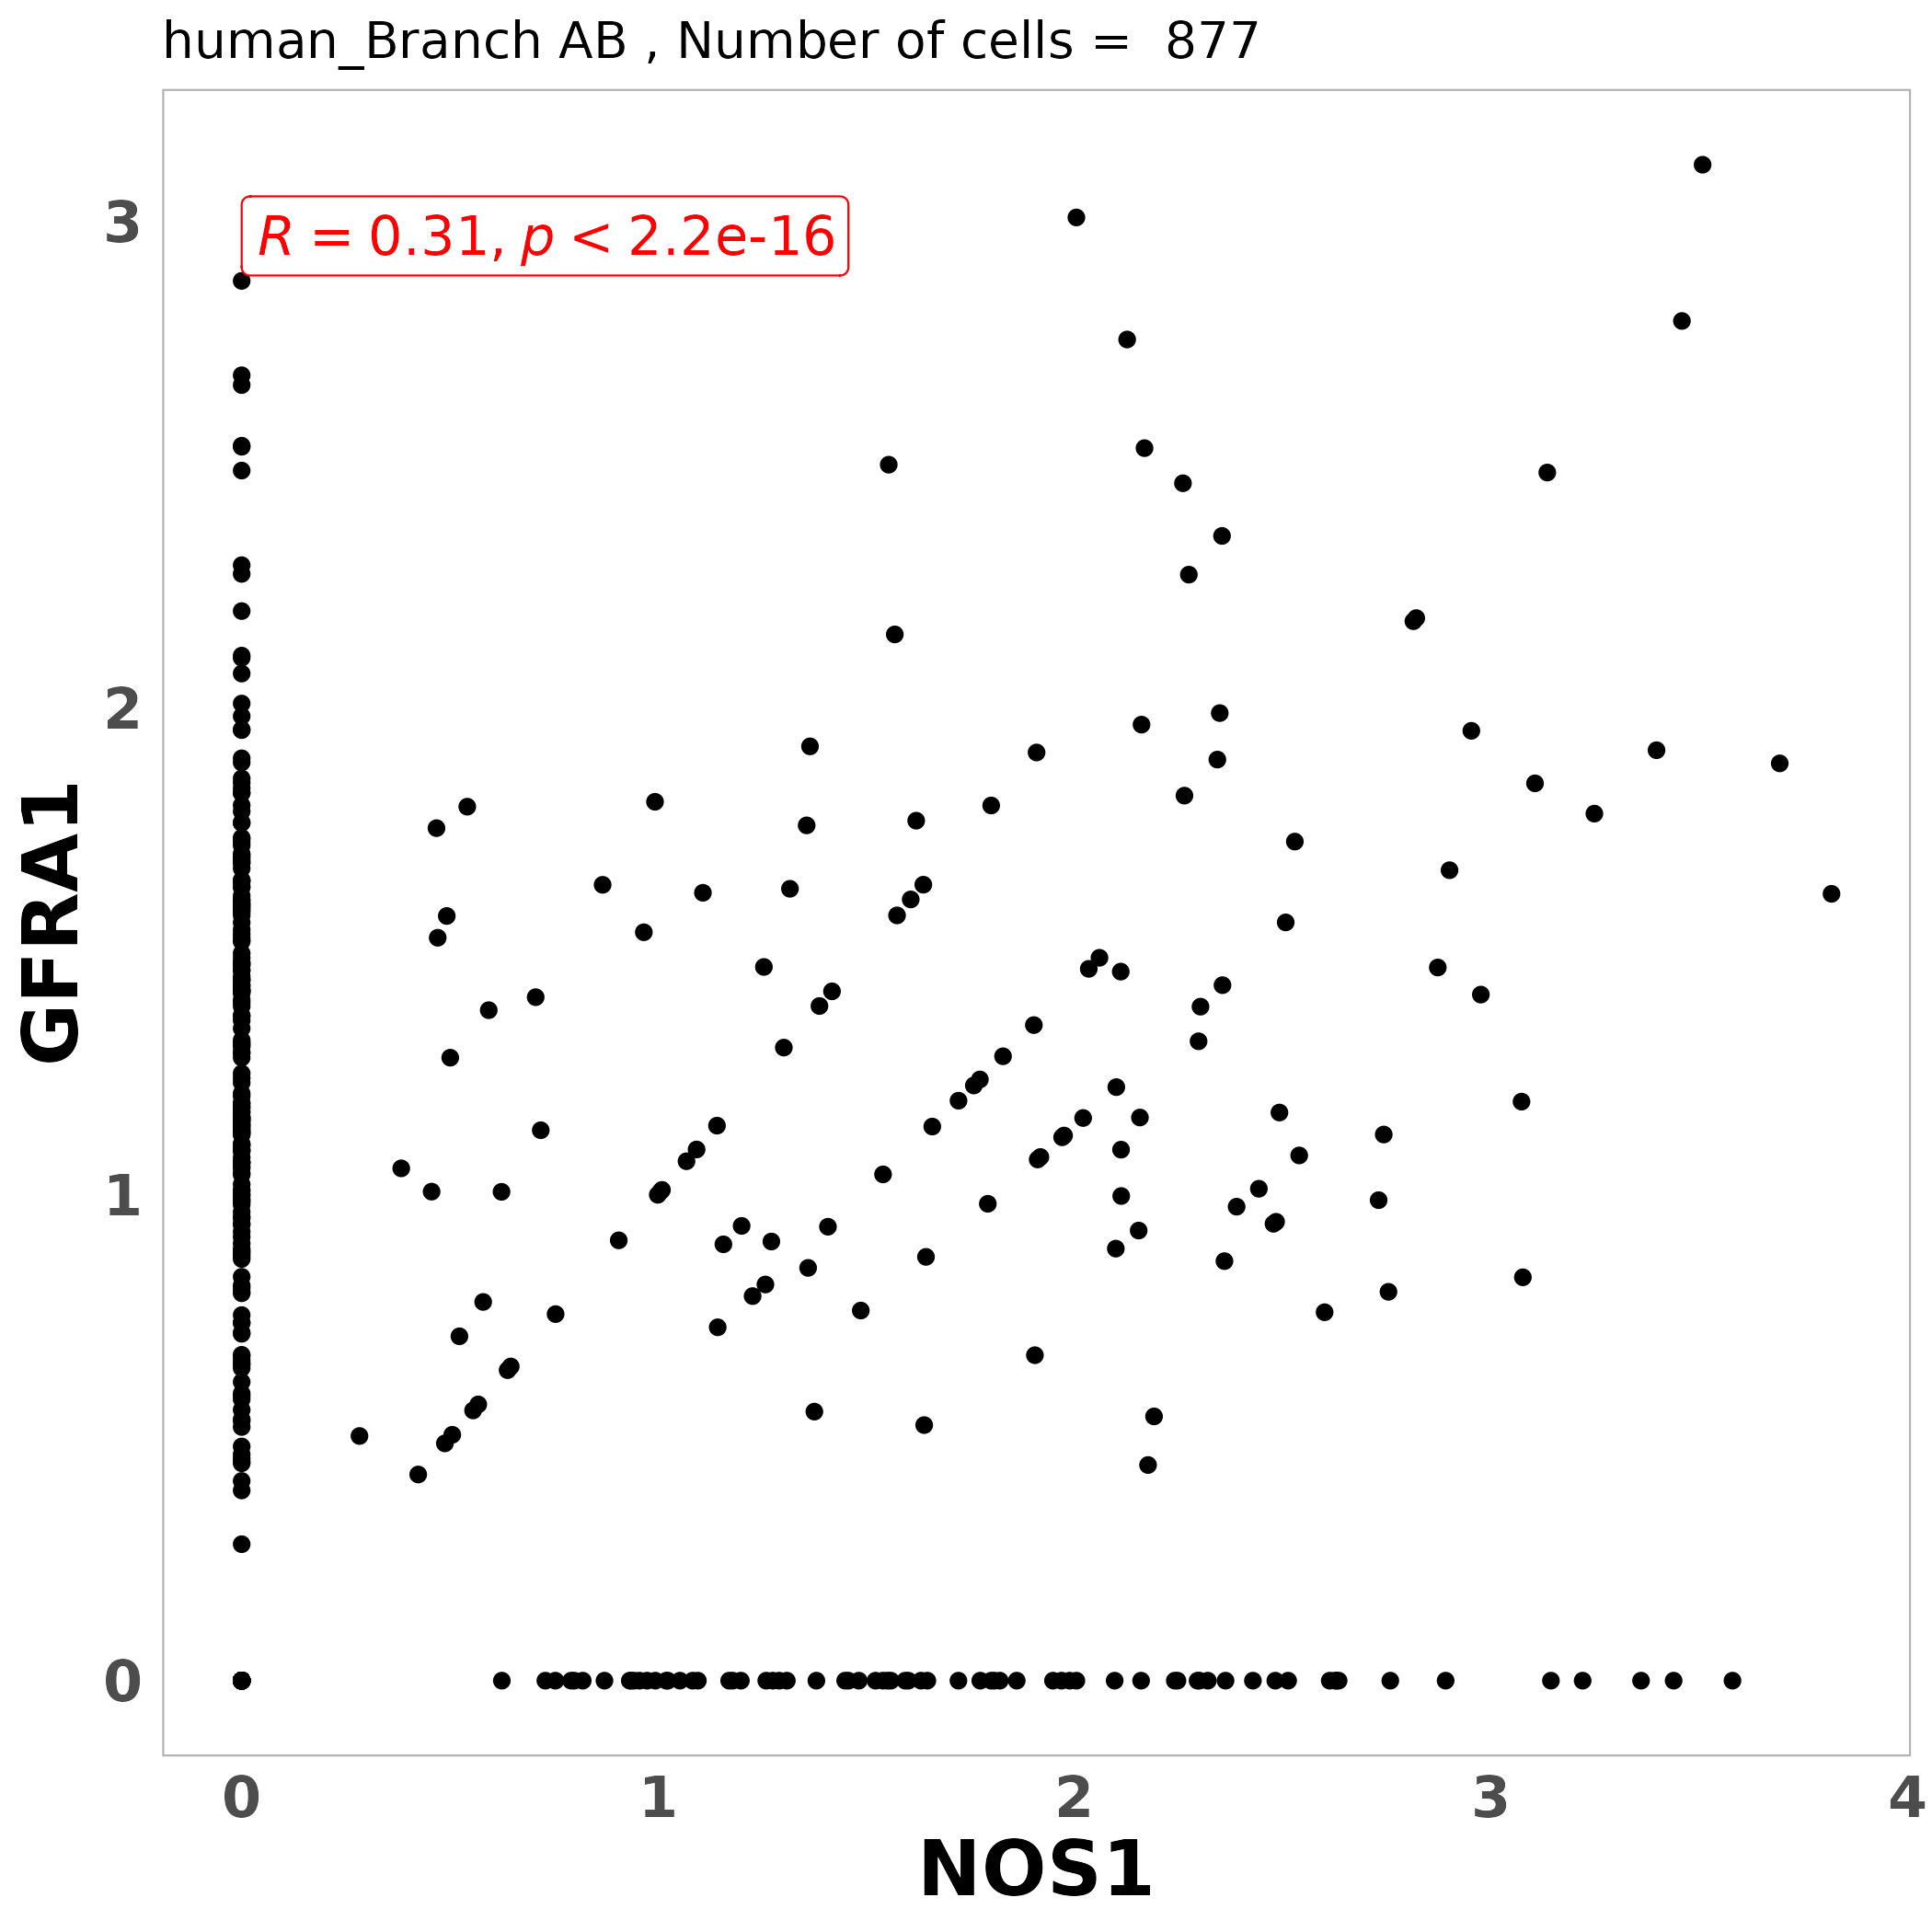 human_Branch AB , Number of cells =  877
R = 0.31, p < 2.2e-16
3
2
1
0
GFRA1
0 1 2 3 4
NOS1